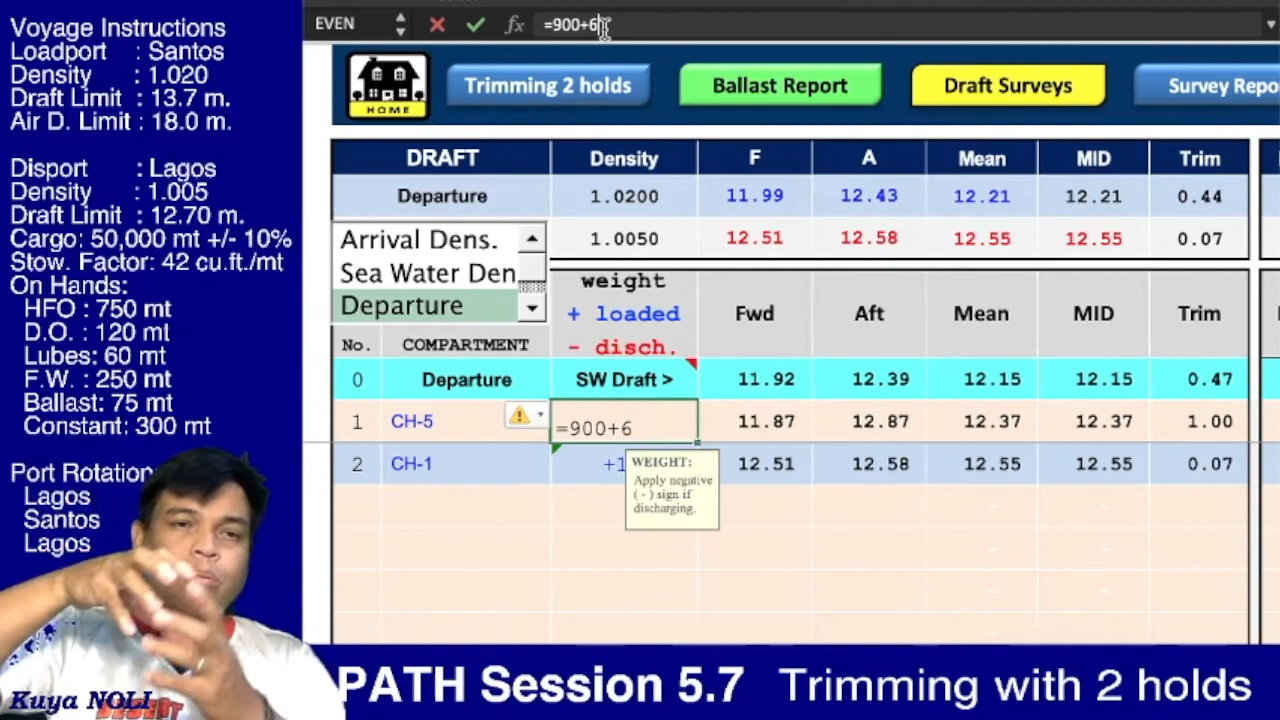 Voyage Instructions
Loadport : Santos
Density : 1.020
Draft Limit : 13.7 m.
Air D. Limit : 18.0 m.
Disport : Lagos
Density : 1.005
Draft Limit : 12.70 m.
Cargo: 50,000 mt +/- 10%
Stow. Factor: 42 cu.ft./mt
On Hands:
HFO : 750 mt
D.O. : 120 mt
Lubes: 60 mt
F.W. : 250 mt
Ballast: 75 mt
Constant: 300 mt
Port Rotation
Lagos
Santos
Lagos
Kuya NOLI
EVEN fx =900+6
HOME Trimming 2 holds Ballast Report Draft Surveys Survey Repo
DRAFT Density F A Mean MID Trim
Departure 1.0200 11.99 12.43 12.21 12.21 0.44
1.0050 12.51 12.58 12.55 12.55 0.07
Arrival Dens.
Sea Water Den
Departure
weight
+ loaded
- disch.
Fwd Aft Mean MID Trim
No. COMPARTMENT
0 Departure SW Draft > 11.92 12.39 12.15 12.15 0.47
1 CH-5 =900+6 11.87 12.87 12.37 12.37 1.00
2 CH-1 +1 12.51 12.58 12.55 12.55 0.07
WEIGHT:
Apply negative
( - ) sign if
discharging.
PATH Session 5.7 Trimming with 2 holds